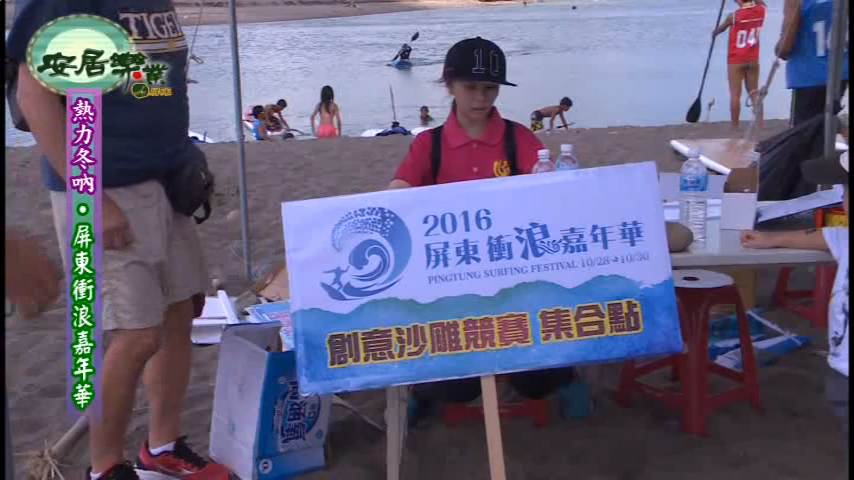 安居樂業
熱力冬吶
•
屏東衝浪嘉年華
TIGER
10
04
2016
屏東衝浪嘉年華
PINGTUNG SURFING FESTIVAL 10/28→10/30
創意沙雕競賽 集合點